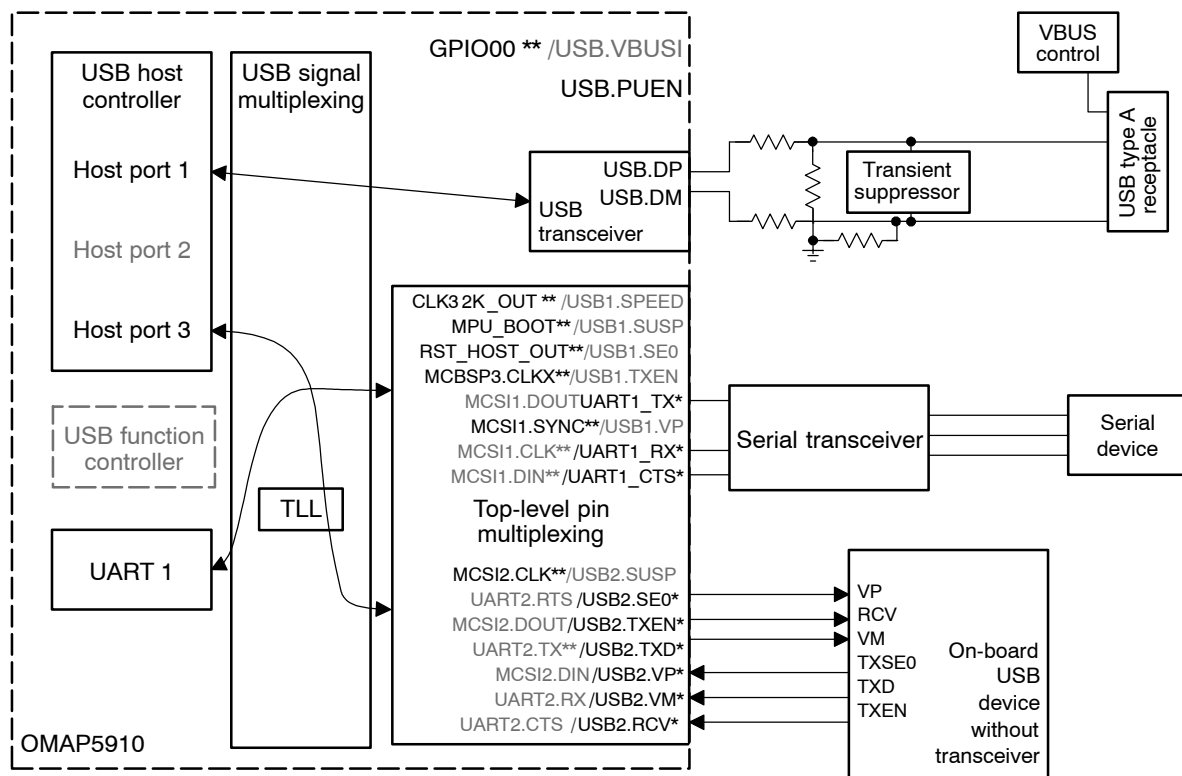 GPIO00 ** /USB.VBUSI
USB.PUEN
USB host
controller
Host port 1
Host port 2
Host port 3
USB signal
multiplexing
USB function
controller
UART 1
TLL
OMAP5910
USB.DP
USB.DM
USB
transceiver
VBUS
control
Transient
suppressor
USB type A
receptacle
CLK32K_OUT **/USB1.SPEED
MPU_BOOT**/USB1.SUSP
RST_HOST_OUT**/USB1.SE0
MCBSP3.CLKX**/USB1.TXEN
MCSI1.DOUTUART1_TX*
MCSI1.SYNC**/USB1.VP
MCSI1.CLK**/UART1_RX*
MCSI1.DIN**/UART1_CTS*
Top-level pin
multiplexing
MCSI2.CLK**/USB2.SUSP
UART2.RTS /USB2.SE0*
MCSI2.DOUT/USB2.TXEN*
UART2.TX**/USB2.TXD*
MCSI2.DIN/USB2.VP*
UART2.RX/USB2.VM*
UART2.CTS /USB2.RCV*
Serial transceiver
Serial
device
VP
RCV
VM
TXSE0
TXD
TXEN
On-board
USB
device
without
transceiver